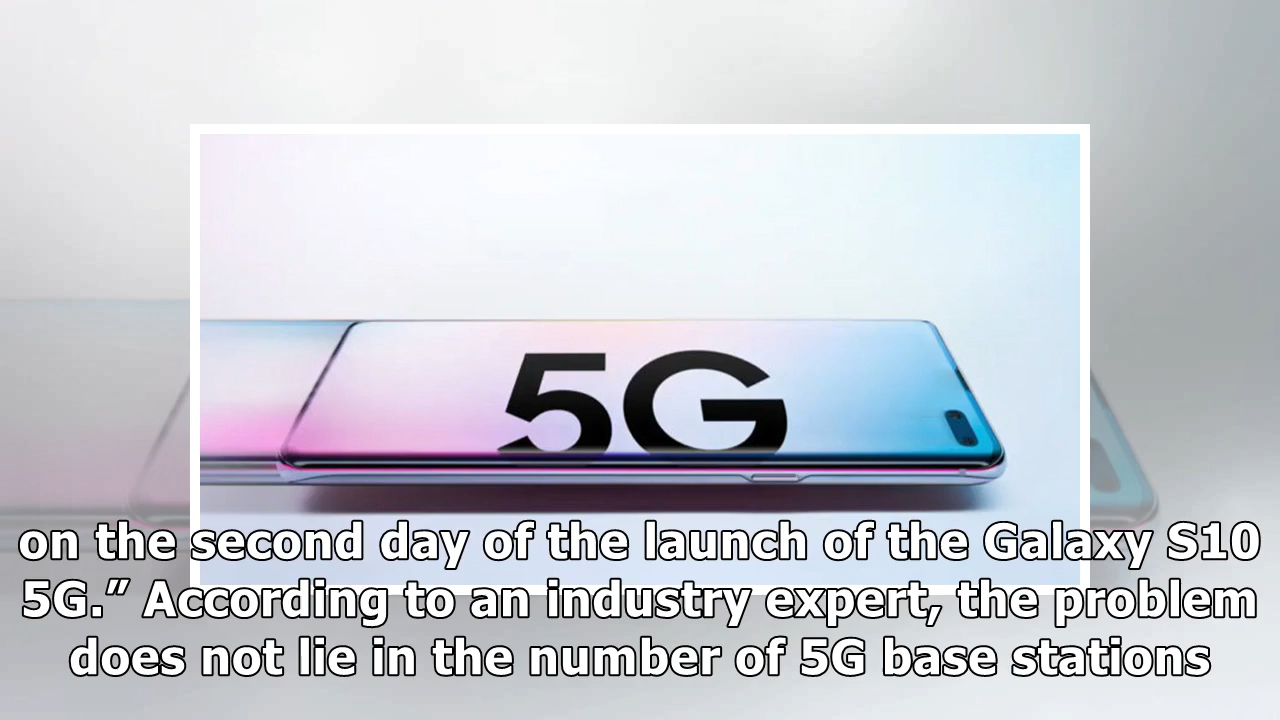 5G
on the second day of the launch of the Galaxy S10
5G.” According to an industry expert, the problem
does not lie in the number of 5G base stations